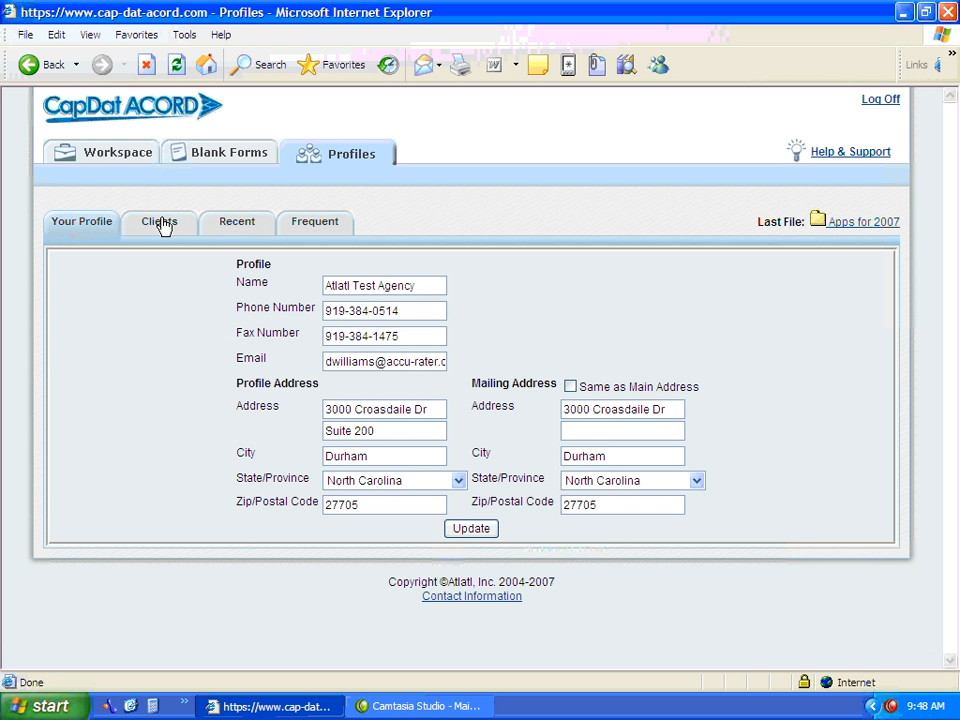 https://www.cap-dat-acord.com - Profiles - Microsoft Internet Explorer
File Edit View Favorites Tools Help
Back Search Favorites W Links »
CapDat ACORD
Log Off
Workspace Blank Forms Profiles Help & Support
Your Profile Clients Recent Frequent Last File: Apps for 2007
Profile
Name Atlatl Test Agency
Phone Number 919-384-0514
Fax Number 919-384-1475
Email dwilliams@accu-rater.c
Profile Address Mailing Address Same as Main Address
Address 3000 Croasdaile Dr Address 3000 Croasdaile Dr
Suite 200
City Durham City Durham
State/Province North Carolina State/Province North Carolina
Zip/Postal Code 27705 Zip/Postal Code 27705
Update
Copyright ©Atlatl, Inc. 2004-2007
Contact Information
Done Internet
start » https://www.cap-dat... Camtasia Studio - Mai... 9:48 AM